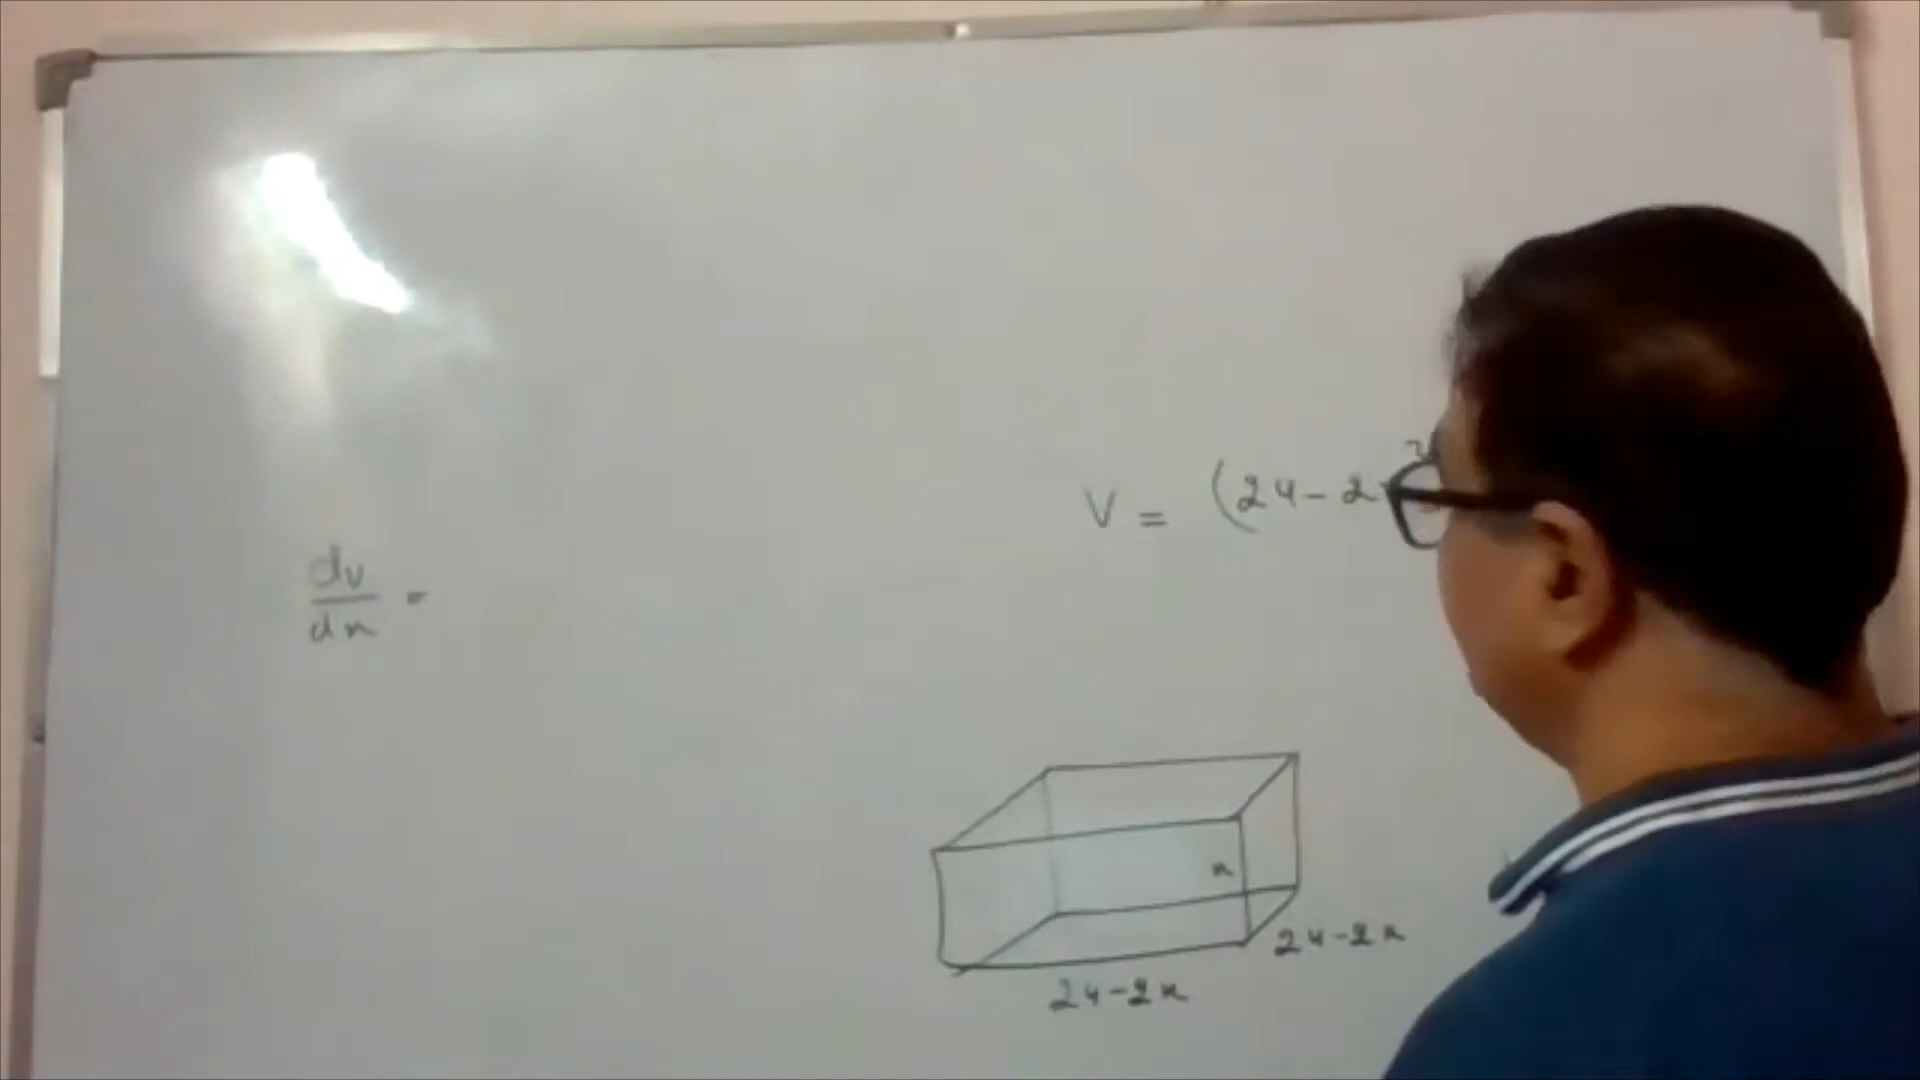 V = (24-2
dv
dx =
x
24-2x
24-2x